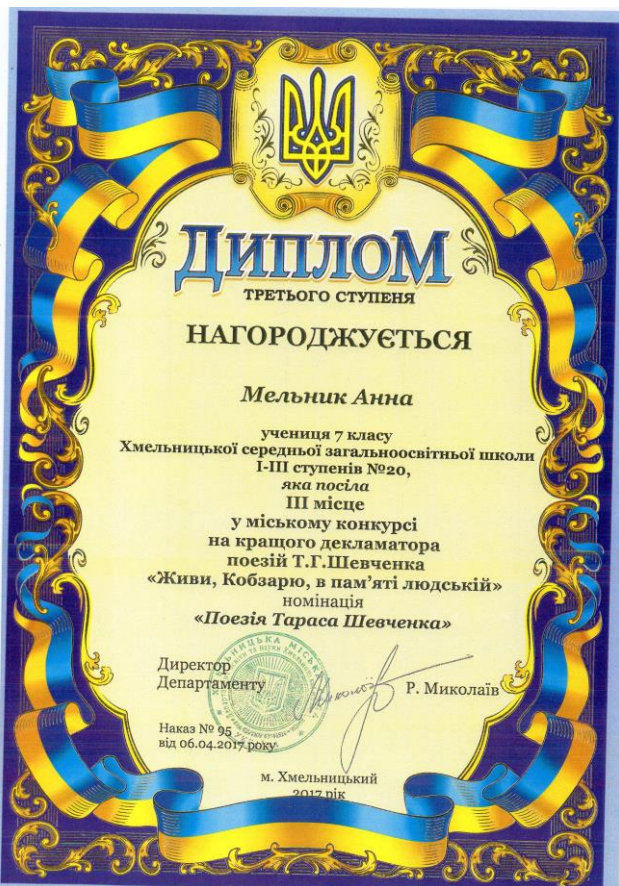 ДИПЛОМ
ТРЕТЬОГО СТУПЕНЯ
НАГОРОДЖУЄТЬСЯ
Мельник Анна
учениця 7 класу
Хмельницької середньої загальноосвітньої школи
І-ІІІ ступенів №20,
яка посіла
ІІІ місце
у міському конкурсі
на кращого декламатора
поезій Т.Г.Шевченка
«Живи, Кобзарю, в пам’яті людській»
номінація
«Поезія Тараса Шевченка»
Директор
Департаменту
Р. Миколаїв
Наказ № 95
від 06.04.2017 року
м. Хмельницький
2017 рік